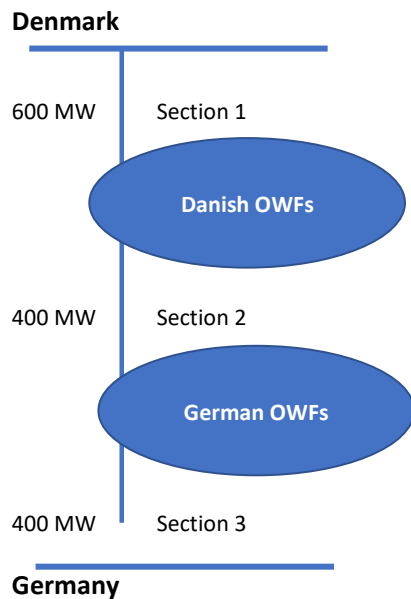 Denmark
600 MW Section 1
Danish OWFs
400 MW Section 2
German OWFs
400 MW Section 3
Germany